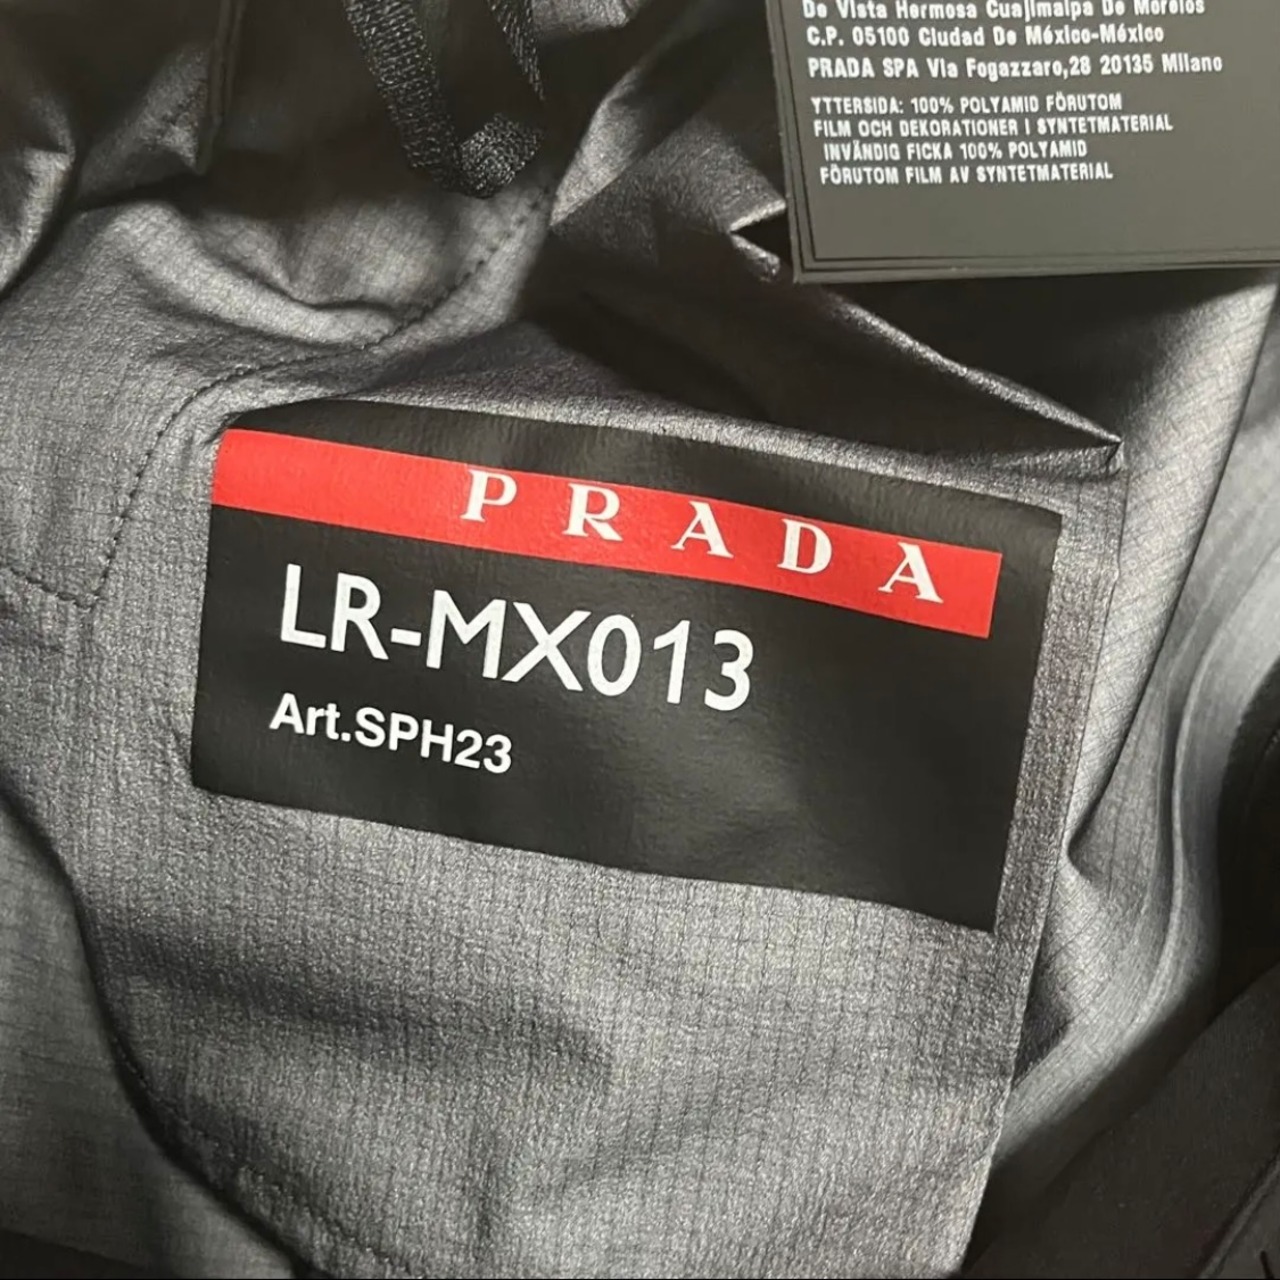 De Vista Hermosa Cuajimalpa De Morelos
C.P. 05100 Ciudad De México-México
PRADA SPA Via Fogazzaro,28 20135 Milano
YTTERSIDA: 100% POLYAMID FÖRUTOM
FILM OCH DEKORATIONER I SYNTETMATERIAL
INVÄNDIG FICKA 100% POLYAMID
FÖRUTOM FILM AV SYNTETMATERIAL
PRADA
LR-MX013
Art.SPH23